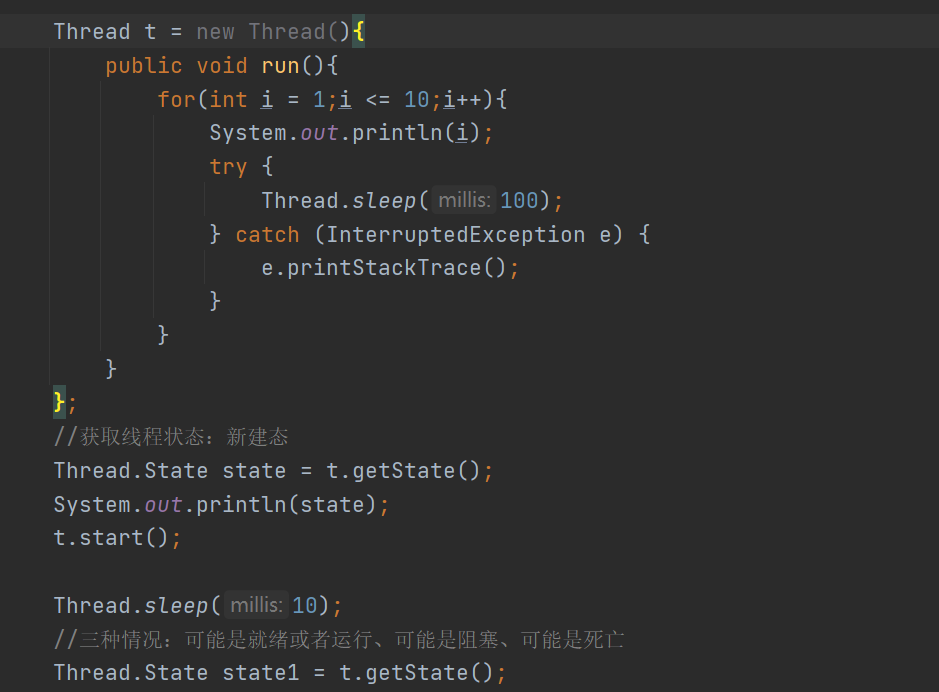 Thread t = new Thread(){
public void run(){
for(int i = 1;i <= 10;i++){
System.out.println(i);
try {
Thread.sleep( millis: 100);
} catch (InterruptedException e) {
e.printStackTrace();
}
}
}
};
//获取线程状态：新建态
Thread.State state = t.getState();
System.out.println(state);
t.start();
Thread.sleep( millis: 10);
//三种情况：可能是就绪或者运行、可能是阻塞、可能是死亡
Thread.State state1 = t.getState();